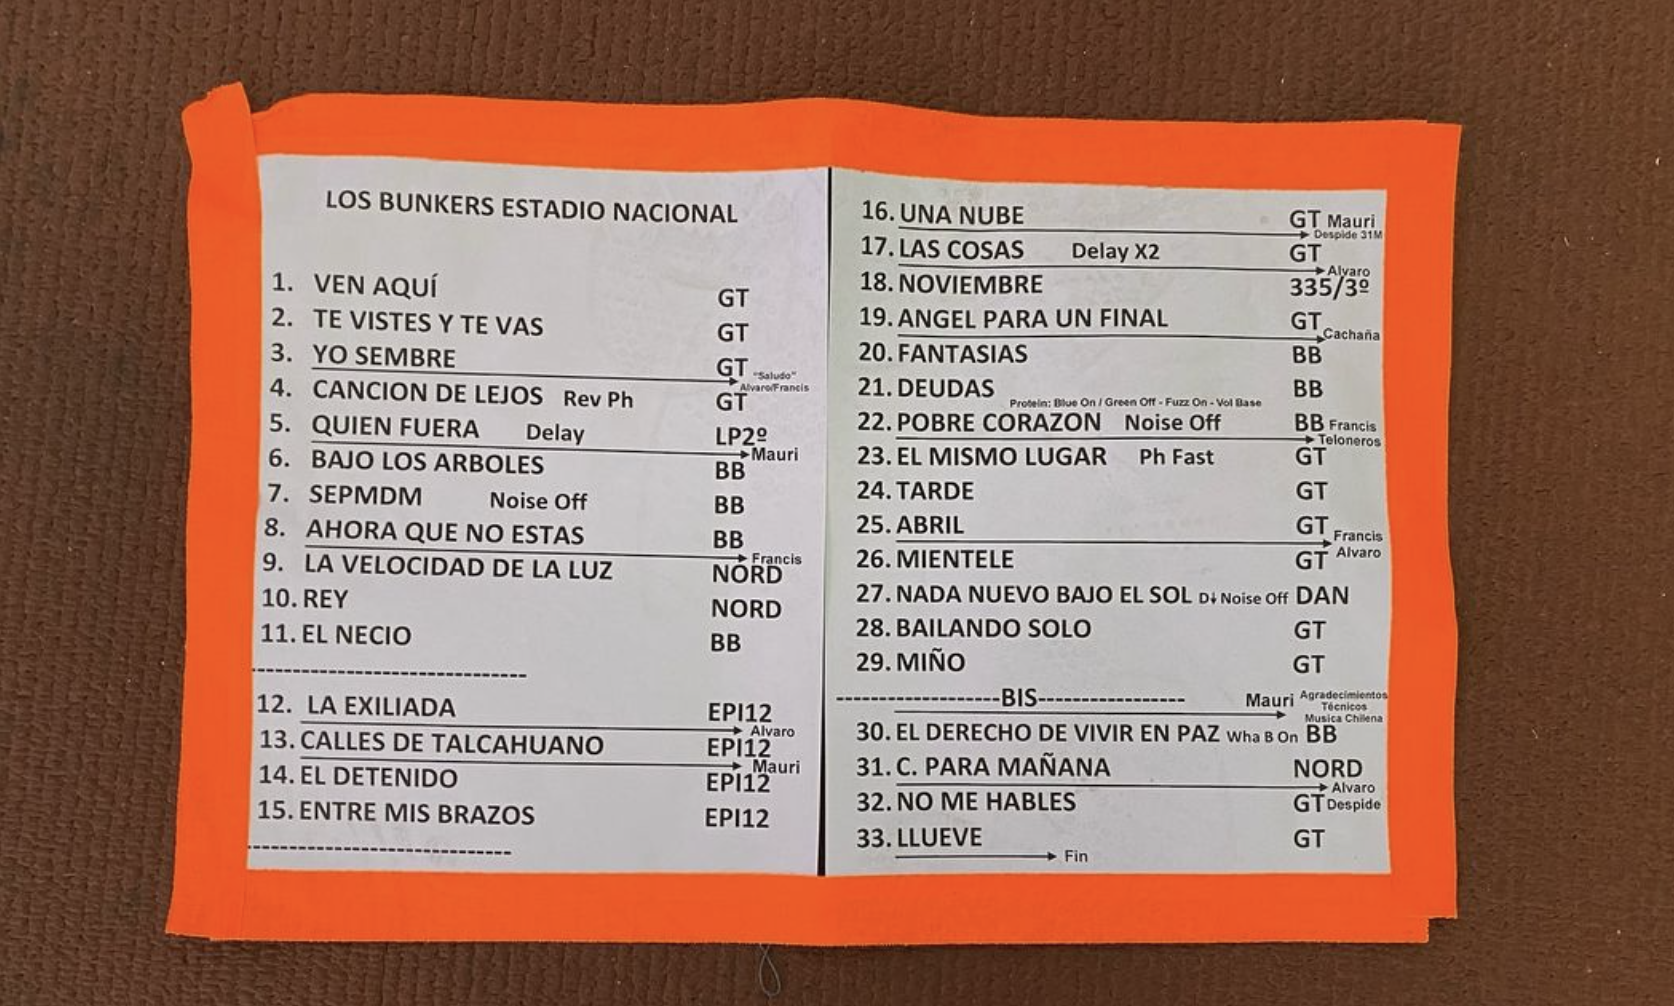 LOS BUNKERS ESTADIO NACIONAL
1. VEN AQUÍ GT
2. TE VISTES Y TE VAS GT
3. YO SEMBRE GT "Saludo"
Alvaro/Francis
4. CANCION DE LEJOS Rev Ph GT
5. QUIEN FUERA Delay LP2º
Mauri
6. BAJO LOS ARBOLES BB
7. SEPMDM Noise Off BB
8. AHORA QUE NO ESTAS BB
Francis
9. LA VELOCIDAD DE LA LUZ NORD
10. REY NORD
11. EL NECIO BB
------------------------------
12. LA EXILIADA EPI12
Alvaro
13. CALLES DE TALCAHUANO EPI12
Mauri
14. EL DETENIDO EPI12
15. ENTRE MIS BRAZOS EPI12
------------------------------
16. UNA NUBE GT Mauri
Despide 31M
17. LAS COSAS Delay X2 GT
Alvaro
18. NOVIEMBRE 335/3º
19. ANGEL PARA UN FINAL GT
Cachaña
20. FANTASIAS BB
21. DEUDAS BB
Protein: Blue On / Green Off - Fuzz On - Vol Base
22. POBRE CORAZON Noise Off BB Francis
Teloneros
23. EL MISMO LUGAR Ph Fast GT
24. TARDE GT
25. ABRIL GT
Francis
26. MIENTELE GT Alvaro
27. NADA NUEVO BAJO EL SOL D↓ Noise Off DAN
28. BAILANDO SOLO GT
29. MIÑO GT
------------------BIS---------------- Mauri Agradecimientos
Técnicos
Musica Chilena
30. EL DERECHO DE VIVIR EN PAZ Wha B On BB
31. C. PARA MAÑANA NORD
Alvaro
32. NO ME HABLES GT Despide
33. LLUEVE GT
Fin